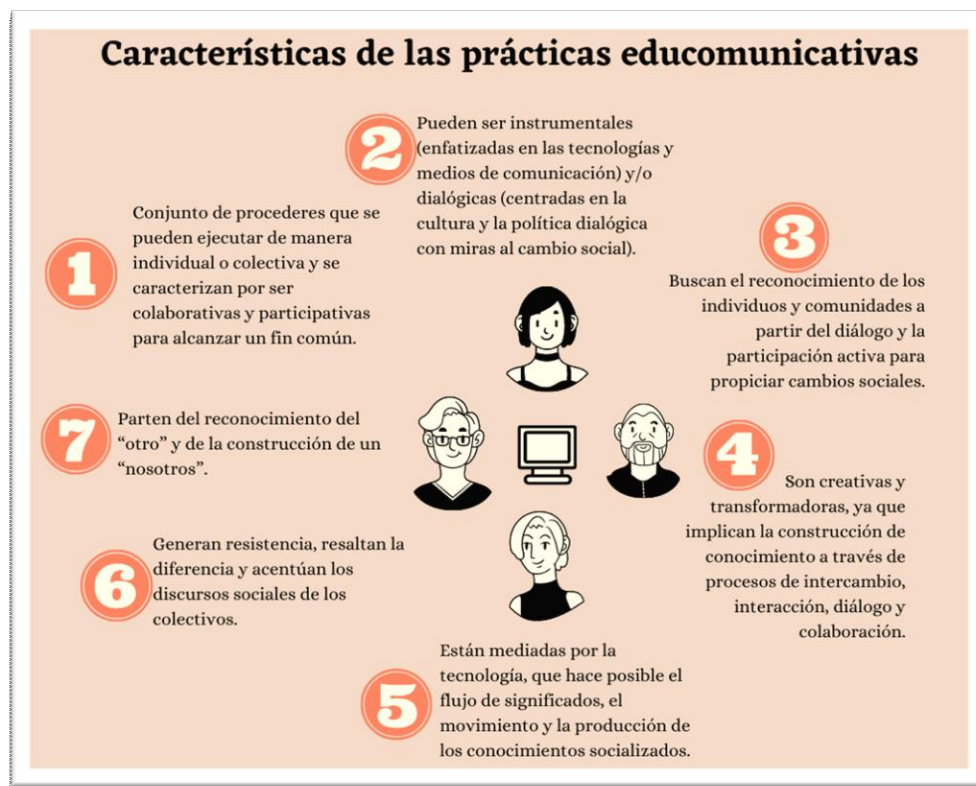 Características de las prácticas educomunicativas
1
Conjunto de procederes que se
pueden ejecutar de manera
individual o colectiva y se
caracterizan por ser
colaborativas y participativas
para alcanzar un fin común.
2
Pueden ser instrumentales
(enfatizadas en las tecnologías y
medios de comunicación) y/o
dialógicas (centradas en la
cultura y la política dialógica
con miras al cambio social).
3
Buscan el reconocimiento de los
individuos y comunidades a
partir del diálogo y la
participación activa para
propiciar cambios sociales.
4
Son creativas y
transformadoras, ya que
implican la construcción de
conocimiento a través de
procesos de intercambio,
interacción, diálogo y
colaboración.
5
Están mediadas por la
tecnología, que hace posible el
flujo de significados, el
movimiento y la producción de
los conocimientos socializados.
6
Generan resistencia, resaltan la
diferencia y acentúan los
discursos sociales de los
colectivos.
7
Parten del reconocimiento del
“otro” y de la construcción de un
“nosotros”.